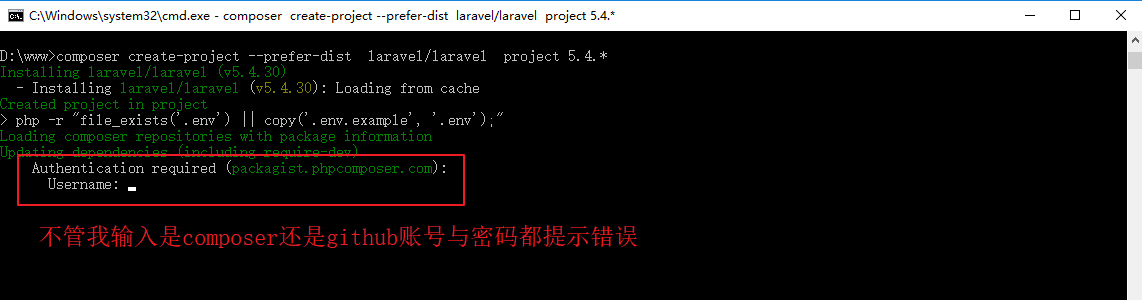 C:\Windows\system32\cmd.exe - composer  create-project --prefer-dist  laravel/laravel  project 5.4.*
D:\www>composer create-project --prefer-dist  laravel/laravel  project 5.4.*
Installing laravel/laravel (v5.4.30)
  - Installing laravel/laravel (v5.4.30): Loading from cache
Created project in project
> php -r "file_exists('.env') || copy('.env.example', '.env');"
Loading composer repositories with package information
Updating dependencies (including require-dev)
    Authentication required (packagist.phpcomposer.com):
      Username:
不管我输入是composer还是github账号与密码都提示错误